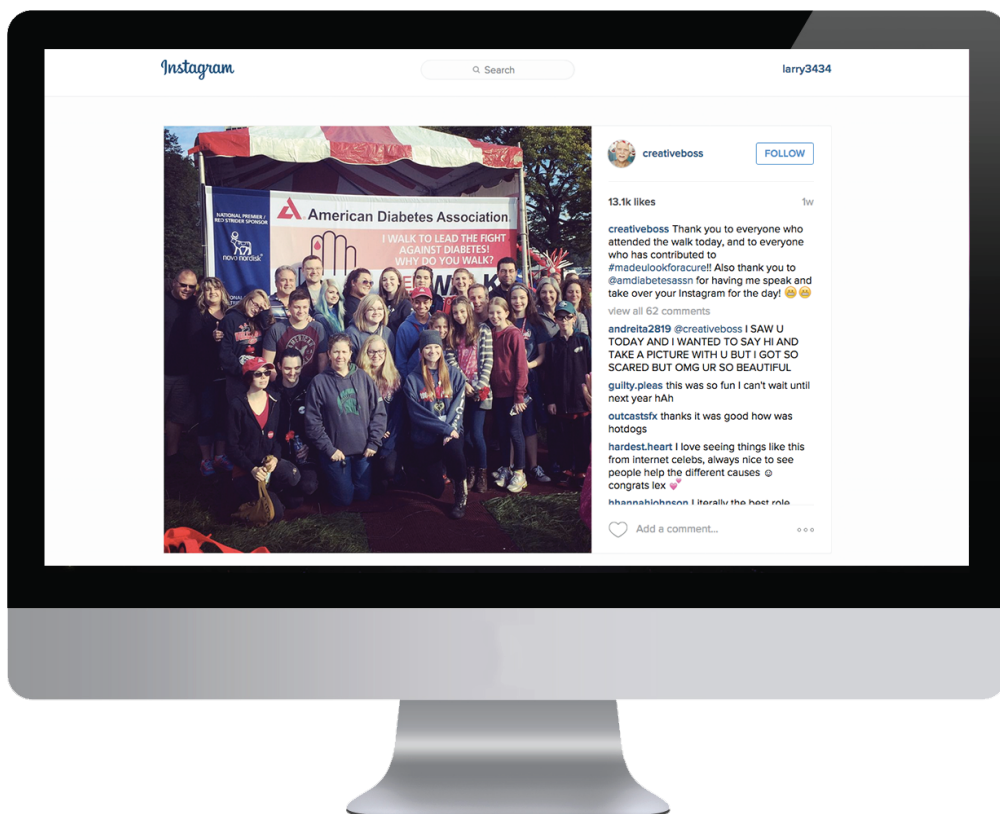 Instagram
Search
larry3434
NATIONAL PREMIER /
RED STRIDER SPONSOR
novo nordisk
American Diabetes Association.
I WALK TO LEAD THE FIGHT
AGAINST DIABETES!
WHY DO YOU WALK?
creativeboss
FOLLOW
13.1k likes
1w
creativeboss Thank you to everyone who
attended the walk today, and to everyone
who has contributed to
#madeulookforacure!! Also thank you to
@amdiabetesassn for having me speak and
take over your Instagram for the day! 😁😁
view all 62 comments
andreita2819 @creativeboss I SAW U
TODAY AND I WANTED TO SAY HI AND
TAKE A PICTURE WITH U BUT I GOT SO
SCARED BUT OMG UR SO BEAUTIFUL
guilty.pleas this was so fun I can't wait until
next year hAh
outcastsfx thanks it was good how was
hotdogs
hardest.heart I love seeing things like this
from internet celebs, always nice to see
people help the different causes ☺
congrats lex 💕
hhannahjohnson Literally the best role
Add a comment...